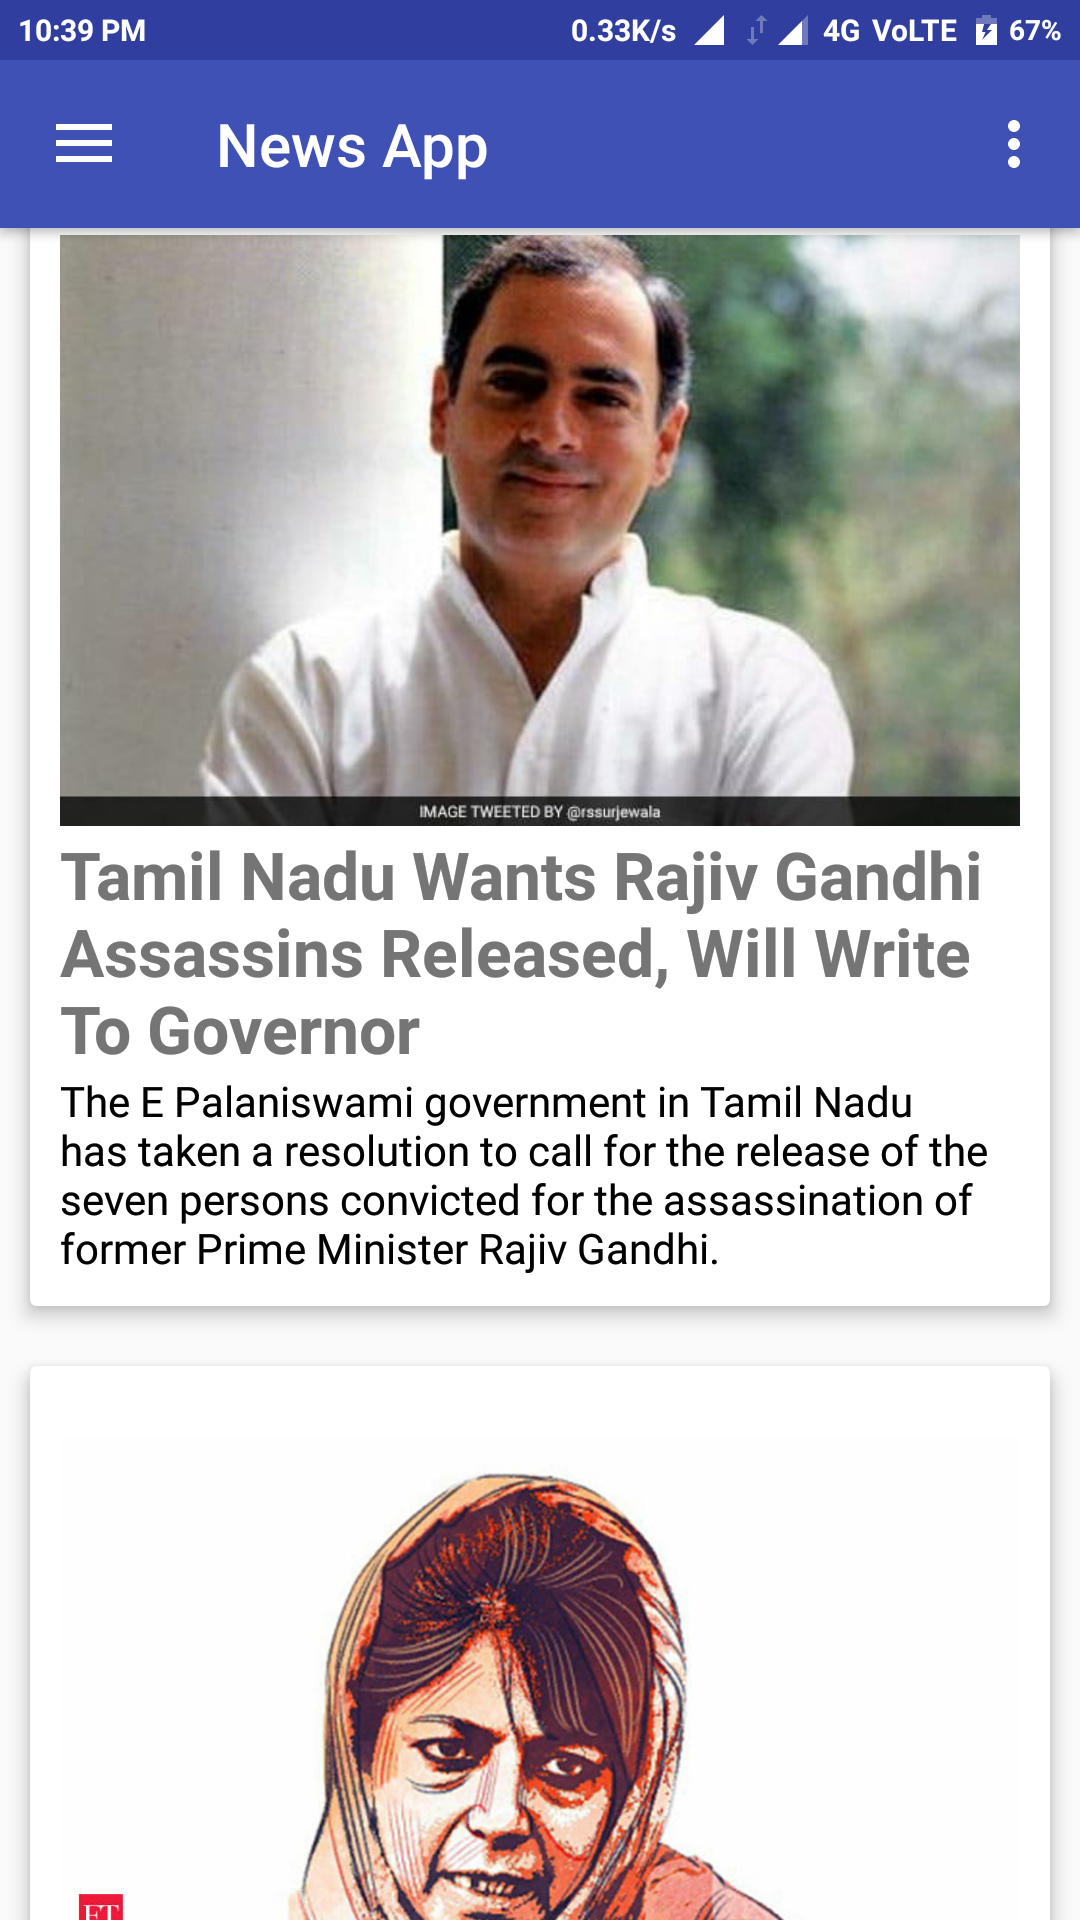 10:39 PM 0.33K/s 4G VoLTE 67%
News App
IMAGE TWEETED BY @rssurjewala
Tamil Nadu Wants Rajiv Gandhi
Assassins Released, Will Write
To Governor
The E Palaniswami government in Tamil Nadu
has taken a resolution to call for the release of the
seven persons convicted for the assassination of
former Prime Minister Rajiv Gandhi.
ET